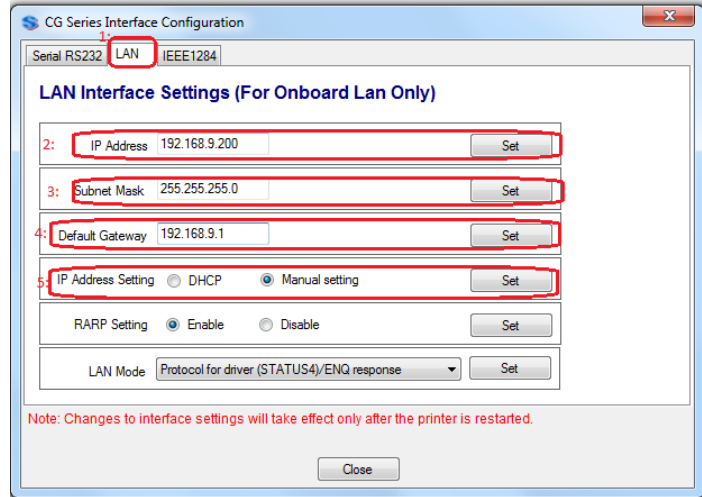 CG Series Interface Configuration
1:
Serial RS232 LAN IEEE1284
LAN Interface Settings (For Onboard Lan Only)
2: IP Address 192.168.9.200 Set
3: Subnet Mask 255.255.255.0 Set
4: Default Gateway 192.168.9.1 Set
5: IP Address Setting DHCP Manual setting Set
RARP Setting Enable Disable Set
LAN Mode Protocol for driver (STATUS4)/ENQ response Set
Note: Changes to interface settings will take effect only after the printer is restarted.
Close